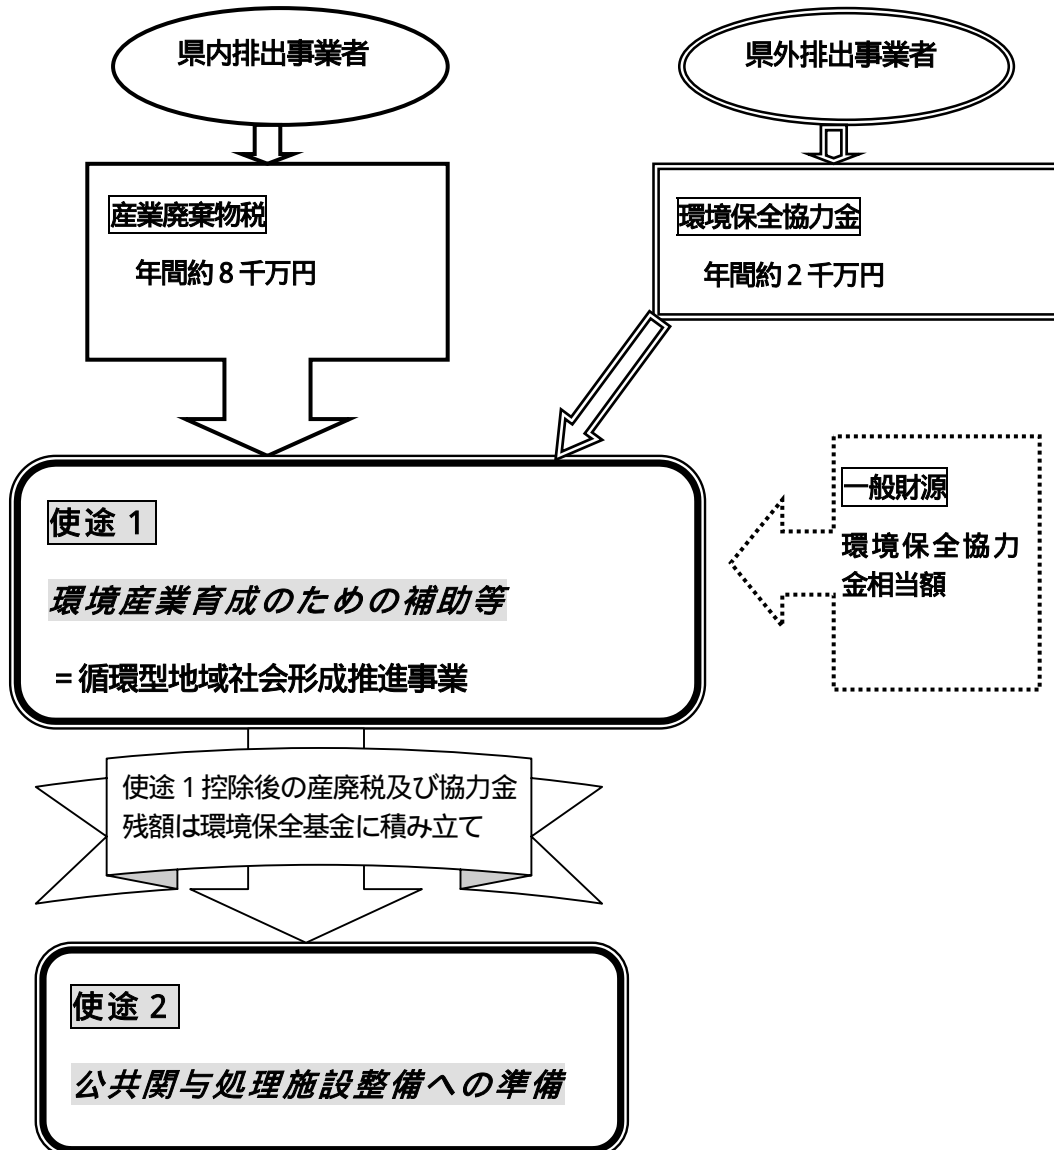 県内排出事業者
県外排出事業者
産業廃棄物税
年間約８千万円
環境保全協力金
年間約２千万円
使途１
環境産業育成のための補助等
＝循環型地域社会形成推進事業
一般財源
環境保全協力
金相当額
使途１控除後の産廃税及び協力金
残額は環境保全基金に積み立て
使途２
公共関与処理施設整備への準備